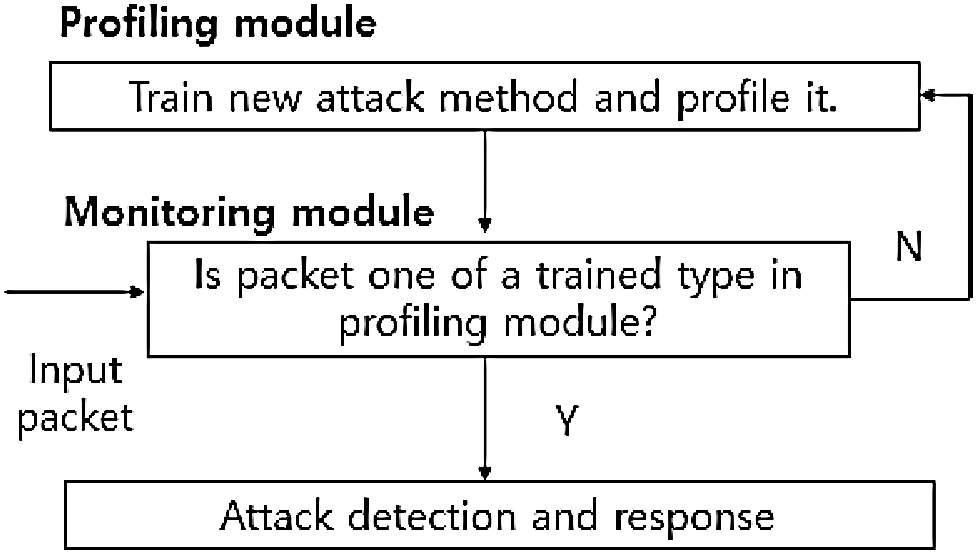 Profiling module
Train new attack method and profile it.
Monitoring module
Is packet one of a trained type in
profiling module?
N
Input
packet
Y
Attack detection and response